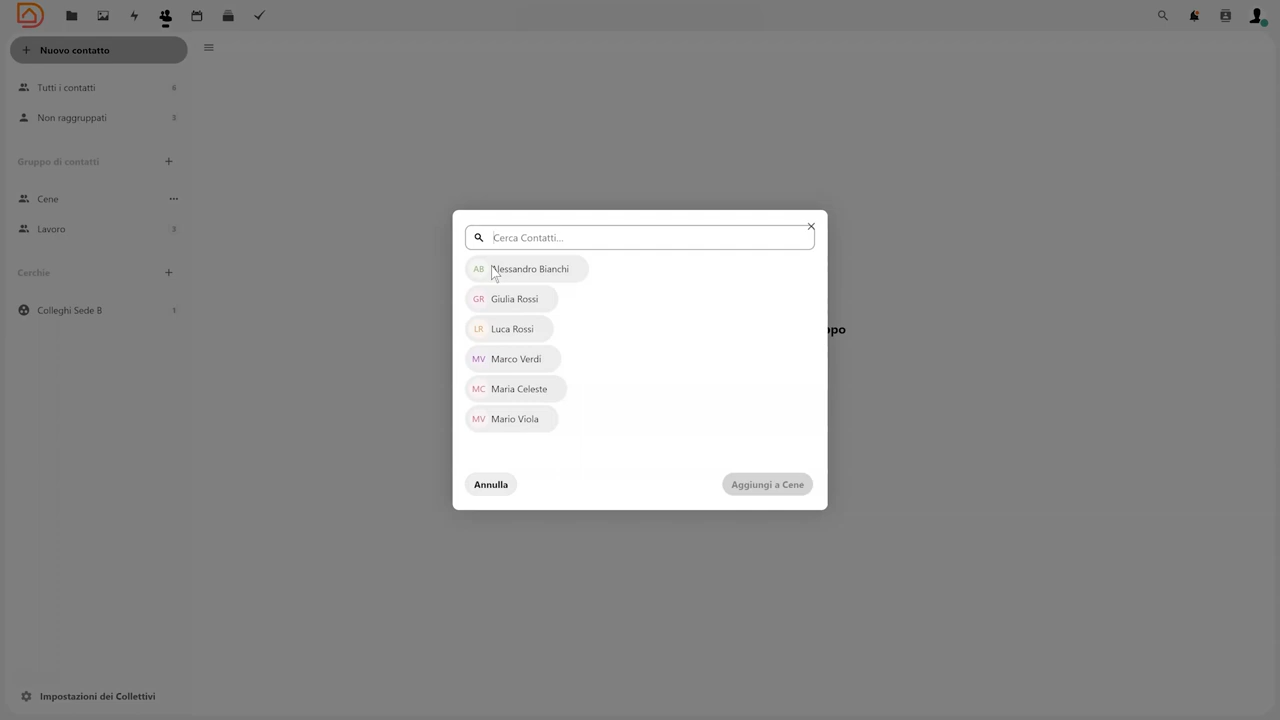 Nuovo contatto
Tutti i contatti 6
Non raggruppati 3
Gruppo di contatti
Cene
Lavoro 3
Cerchie
Colleghi Sede B 1
Impostazioni dei Collettivi
Cerca Contatti...
AB Alessandro Bianchi
GR Giulia Rossi
LR Luca Rossi
MV Marco Verdi
MC Maria Celeste
MV Mario Viola
Annulla
Aggiungi a Cene